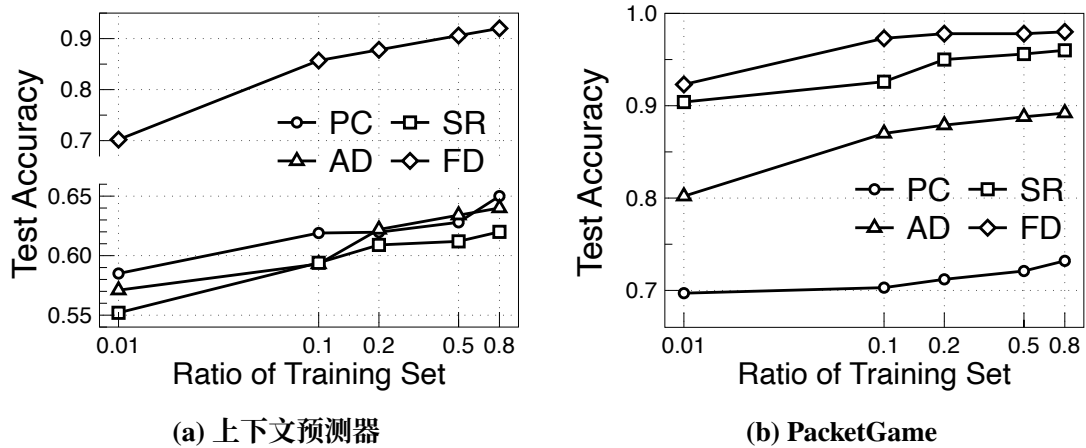 0.9
0.8
0.7
0.65
0.60
0.55
Test Accuracy
PC SR
AD FD
0.01 0.1 0.2 0.5 0.8
Ratio of Training Set
(a) 上下文预测器
1.0
0.9
0.8
0.7
Test Accuracy
PC SR
AD FD
0.01 0.1 0.2 0.5 0.8
Ratio of Training Set
(b) PacketGame